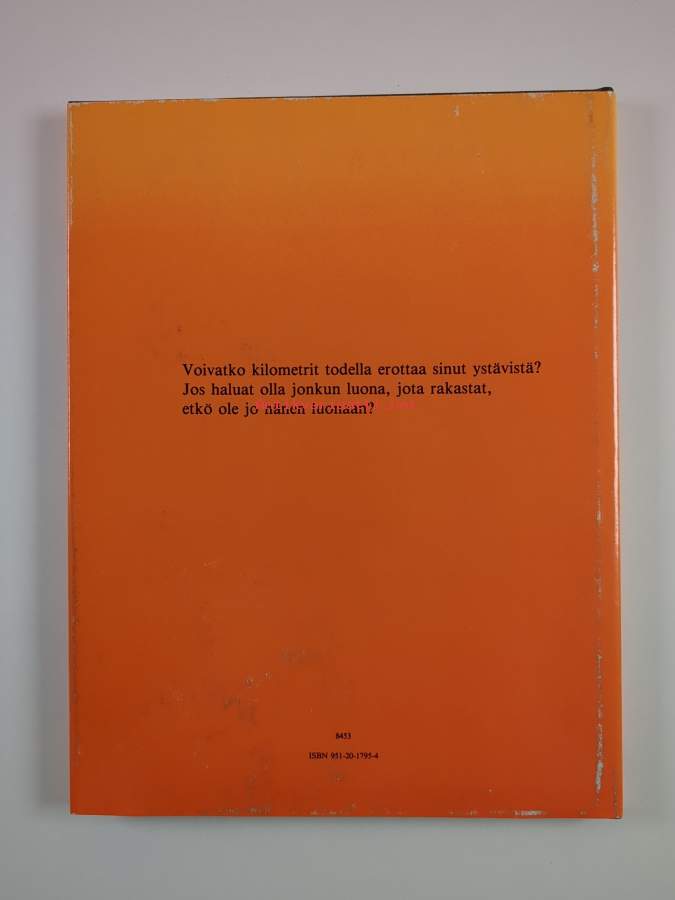 Voivatko kilometrit todella erottaa sinut ystävistä?
Jos haluat olla jonkun luona, jota rakastat,
etkö ole jo hänen luonaan?
8453
ISBN 951-20-1795-4